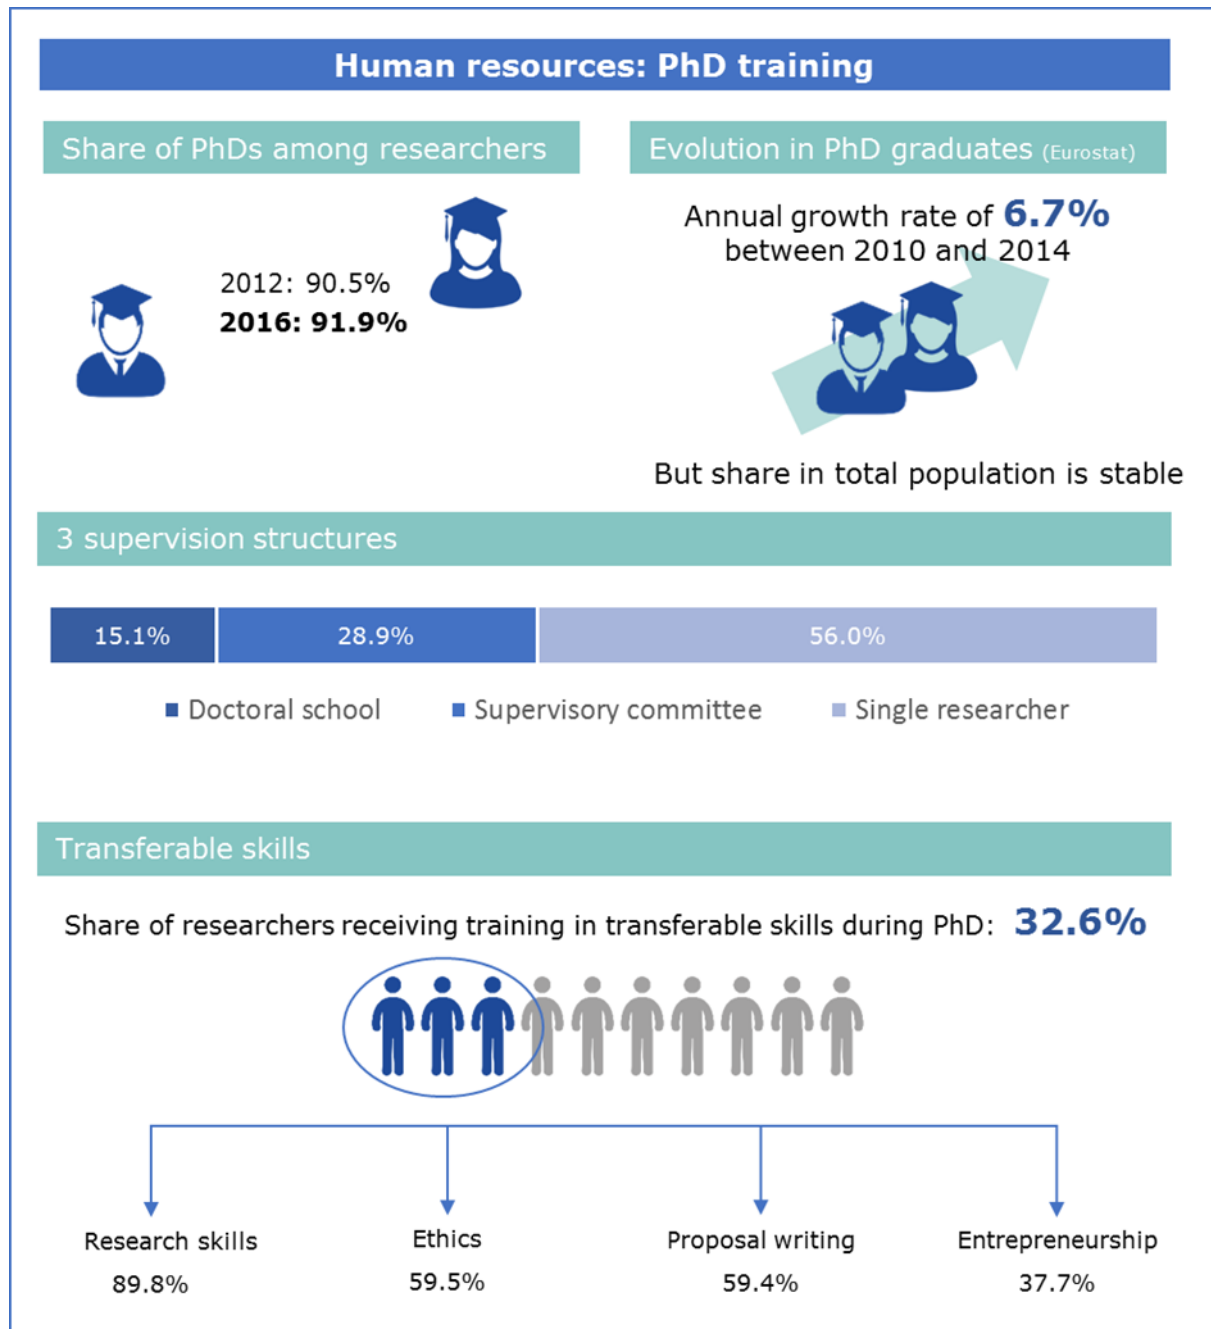 Human resources: PhD training
Share of PhDs among researchers
2012: 90.5%
2016: 91.9%
Evolution in PhD graduates (Eurostat)
Annual growth rate of 6.7%
between 2010 and 2014
But share in total population is stable
3 supervision structures
15.1% 28.9% 56.0%
Doctoral school Supervisory committee Single researcher
Transferable skills
Share of researchers receiving training in transferable skills during PhD: 32.6%
Research skills Ethics Proposal writing Entrepreneurship
89.8% 59.5% 59.4% 37.7%